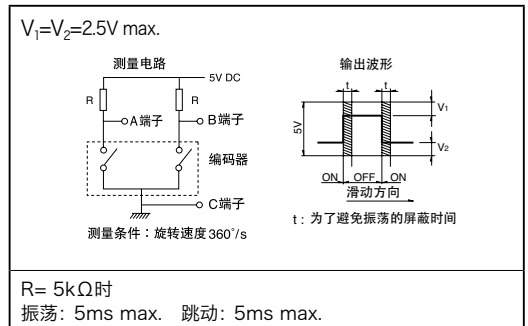 V₁=V₂=2.5V max.
测量电路
5V DC
R
R
A端子
B端子
编码器
C端子
测量条件：旋转速度360°/s
输出波形
t
t
5V
V₁
V₂
ON
OFF
ON
滑动方向
t : 为了避免振荡的屏蔽时间
R= 5kΩ时
振荡: 5ms max. 跳动: 5ms max.